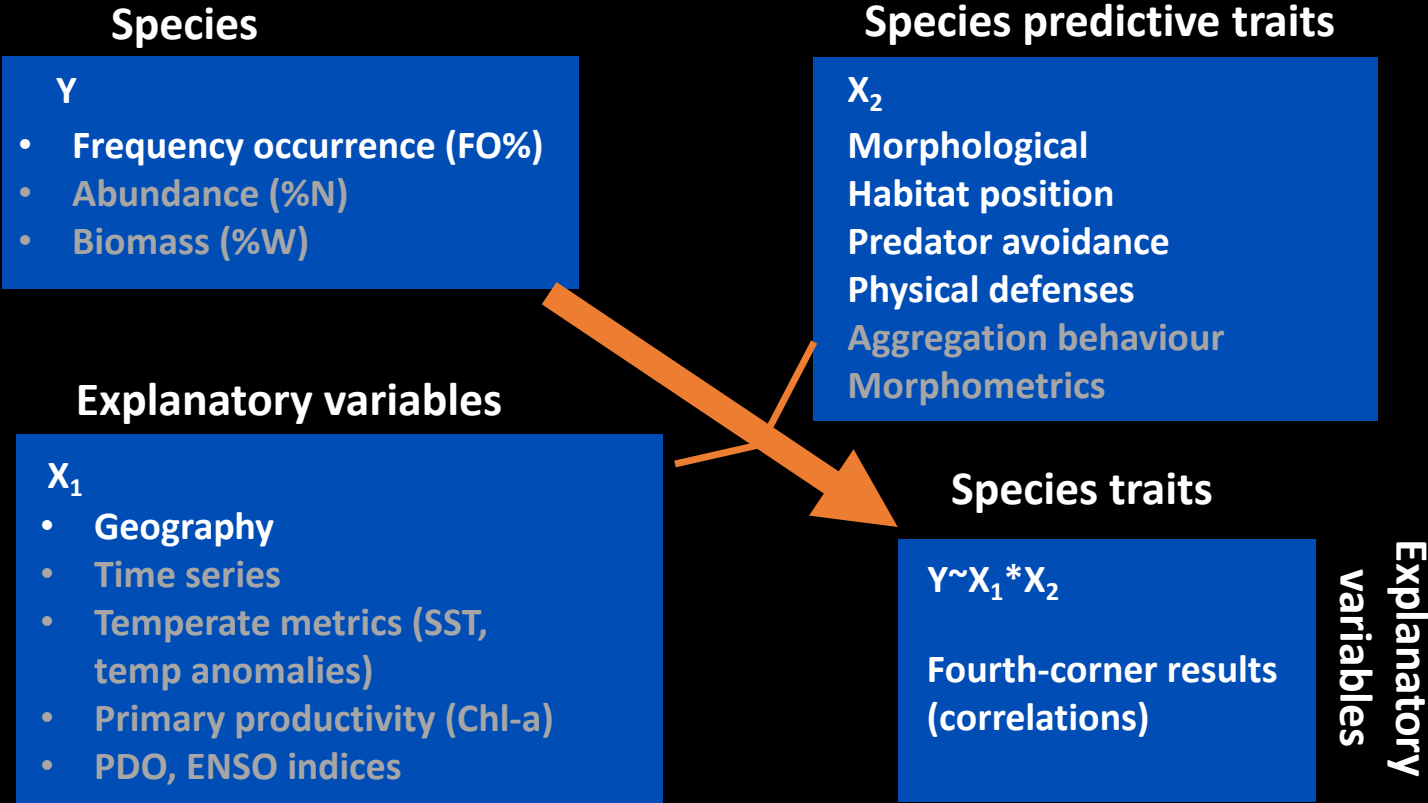 Species
Y
• Frequency occurrence (FO%)
• Abundance (%N)
• Biomass (%W)
Species predictive traits
X₂
Morphological
Habitat position
Predator avoidance
Physical defenses
Aggregation behaviour
Morphometrics
Explanatory variables
X₁
• Geography
• Time series
• Temperate metrics (SST,
temp anomalies)
• Primary productivity (Chl-a)
• PDO, ENSO indices
Species traits
Y~X₁*X₂
Fourth-corner results
(correlations)
Explanatory
variables